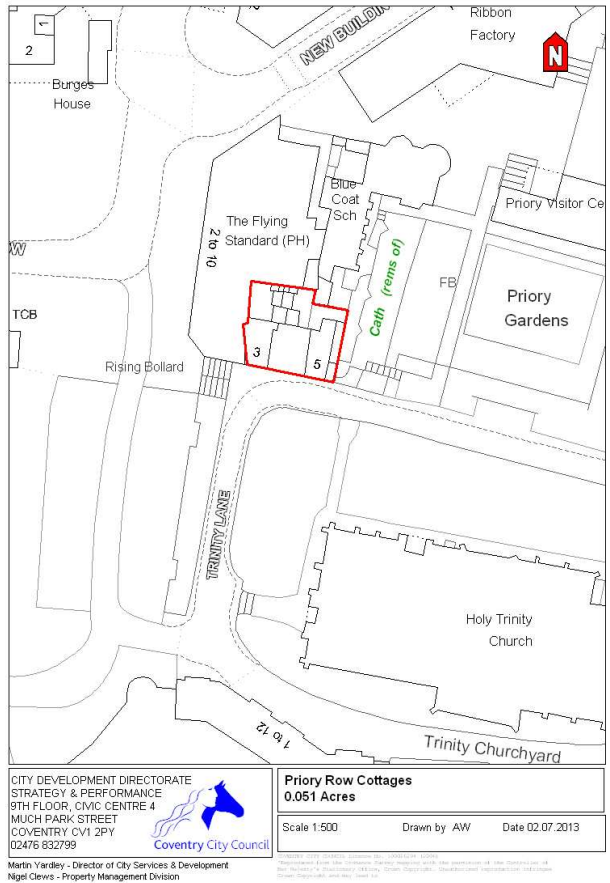 Ribbon
Factory
N
1
2
NEW BUILDIN
Burges
House
Blue
Coat
Sch
Priory Visitor Ce
The Flying
Standard (PH)
2 to 10
Cath (rems of)
FB
Priory
Gardens
W
TCB
3
5
Rising Bollard
TRINITY LANE
Holy Trinity
Church
1 to 12
Trinity Churchyard
CITY DEVELOPMENT DIRECTORATE
STRATEGY & PERFORMANCE
9TH FLOOR, CIVIC CENTRE 4
MUCH PARK STREET
COVENTRY CV1 2PY
02476 832799
Coventry City Council
Martin Yardley - Director of City Services & Development
Nigel Clews - Property Management Division
Priory Row Cottages
0.051 Acres
Scale 1:500 Drawn by AW Date 02.07.2013